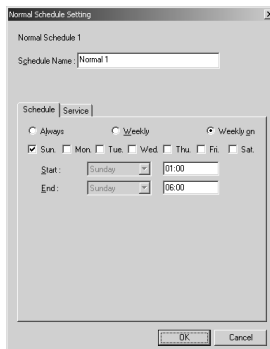 Normal Schedule Setting
Normal Schedule 1
Schedule Name : Normal 1
Schedule Service
Always Weekly Weekly on
Sun. Mon. Tue. Wed. Thu. Fri. Sat.
Start : Sunday 01:00
End : Sunday 06:00
OK Cancel